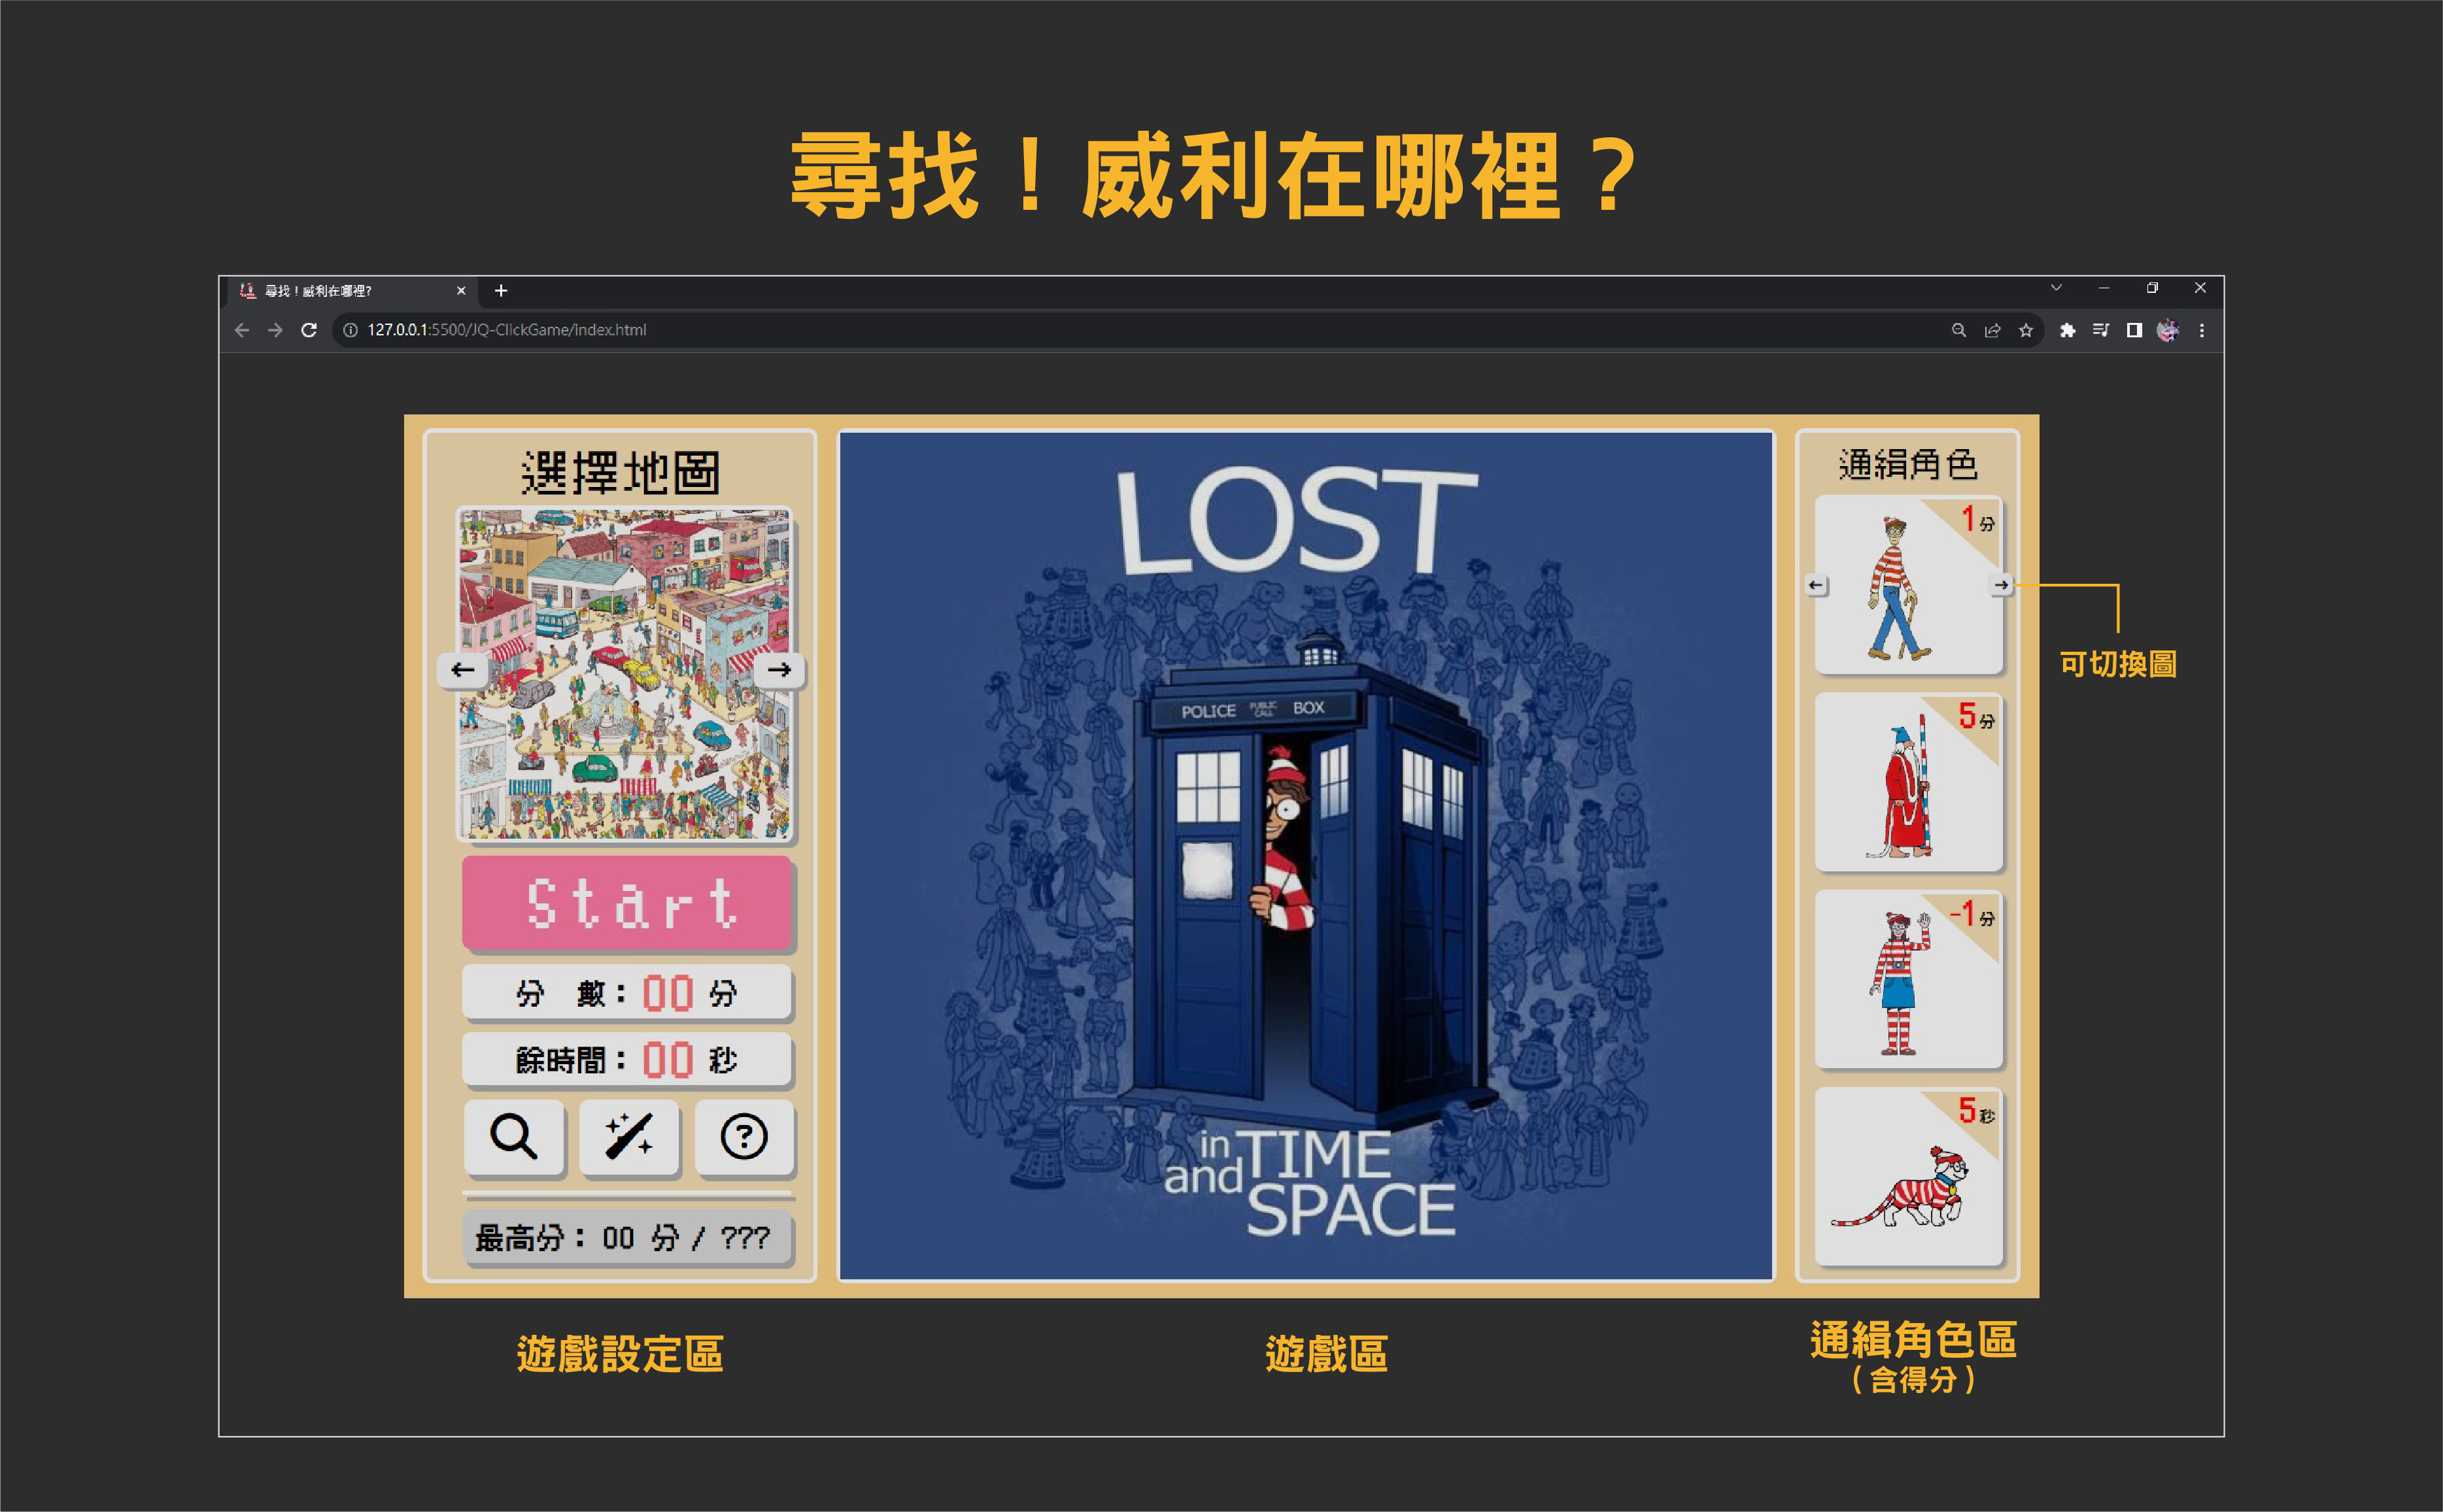 尋找！威利在哪裡？
尋找！威利在哪裡?
127.0.0.1:5500/JQ-ClickGame/index.html
選擇地圖
Start
分 數：00 分
餘時間：00 秒
最高分：00 分 / ???
LOST
POLICE PUBLIC CALL BOX
in TIME
and SPACE
通緝角色
1分
5分
-1分
5秒
可切換圖
遊戲設定區
遊戲區
通緝角色區
（含得分）